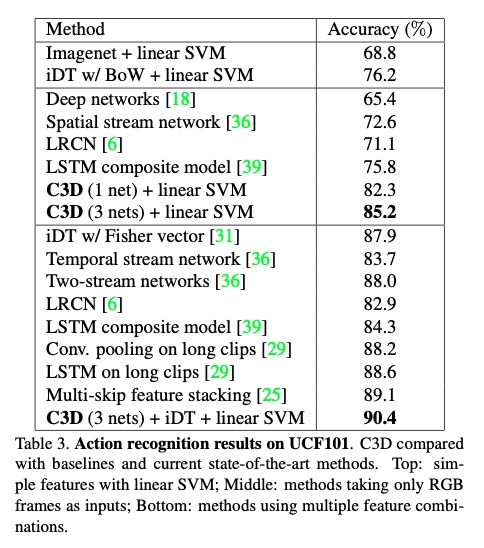 Method Accuracy (%)
Imagenet + linear SVM 68.8
iDT w/ BoW + linear SVM 76.2
Deep networks [18] 65.4
Spatial stream network [36] 72.6
LRCN [6] 71.1
LSTM composite model [39] 75.8
C3D (1 net) + linear SVM 82.3
C3D (3 nets) + linear SVM 85.2
iDT w/ Fisher vector [31] 87.9
Temporal stream network [36] 83.7
Two-stream networks [36] 88.0
LRCN [6] 82.9
LSTM composite model [39] 84.3
Conv. pooling on long clips [29] 88.2
LSTM on long clips [29] 88.6
Multi-skip feature stacking [25] 89.1
C3D (3 nets) + iDT + linear SVM 90.4
Table 3. Action recognition results on UCF101. C3D compared
with baselines and current state-of-the-art methods. Top: sim-
ple features with linear SVM; Middle: methods taking only RGB
frames as inputs; Bottom: methods using multiple feature combi-
nations.